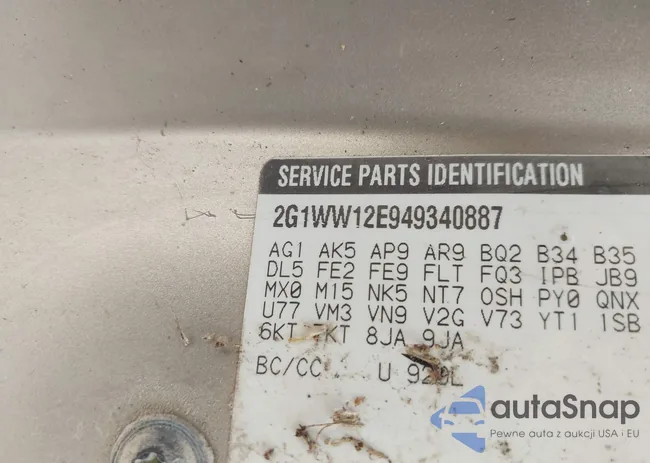 SERVICE PARTS IDENTIFICATION
2G1WW12E949340887
AG1 AK5 AP9 AR9 BQ2 B34 B35
DL5 FE2 FE9 FLT FQ3 IPB JB9
MX0 M15 NK5 NT7 OSH PY0 QNX
U77 VM3 VN9 V2G V73 YT1 1SB
6KT 7KT 8JA 9JA
BC/CC U
autaSnap
Pewne auta z aukcji USA i EU